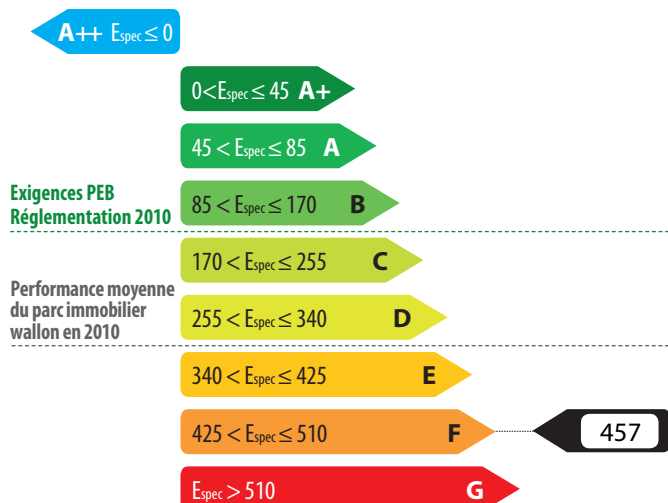 A++ Espec ≤ 0
0<Espec ≤ 45 A+
45 < Espec ≤ 85 A
Exigences PEB
Réglementation 2010
85 < Espec ≤ 170 B
170 < Espec ≤ 255 C
Performance moyenne
du parc immobilier
wallon en 2010
255 < Espec ≤ 340 D
340 < Espec ≤ 425 E
425 < Espec ≤ 510 F
457
Espec > 510 G